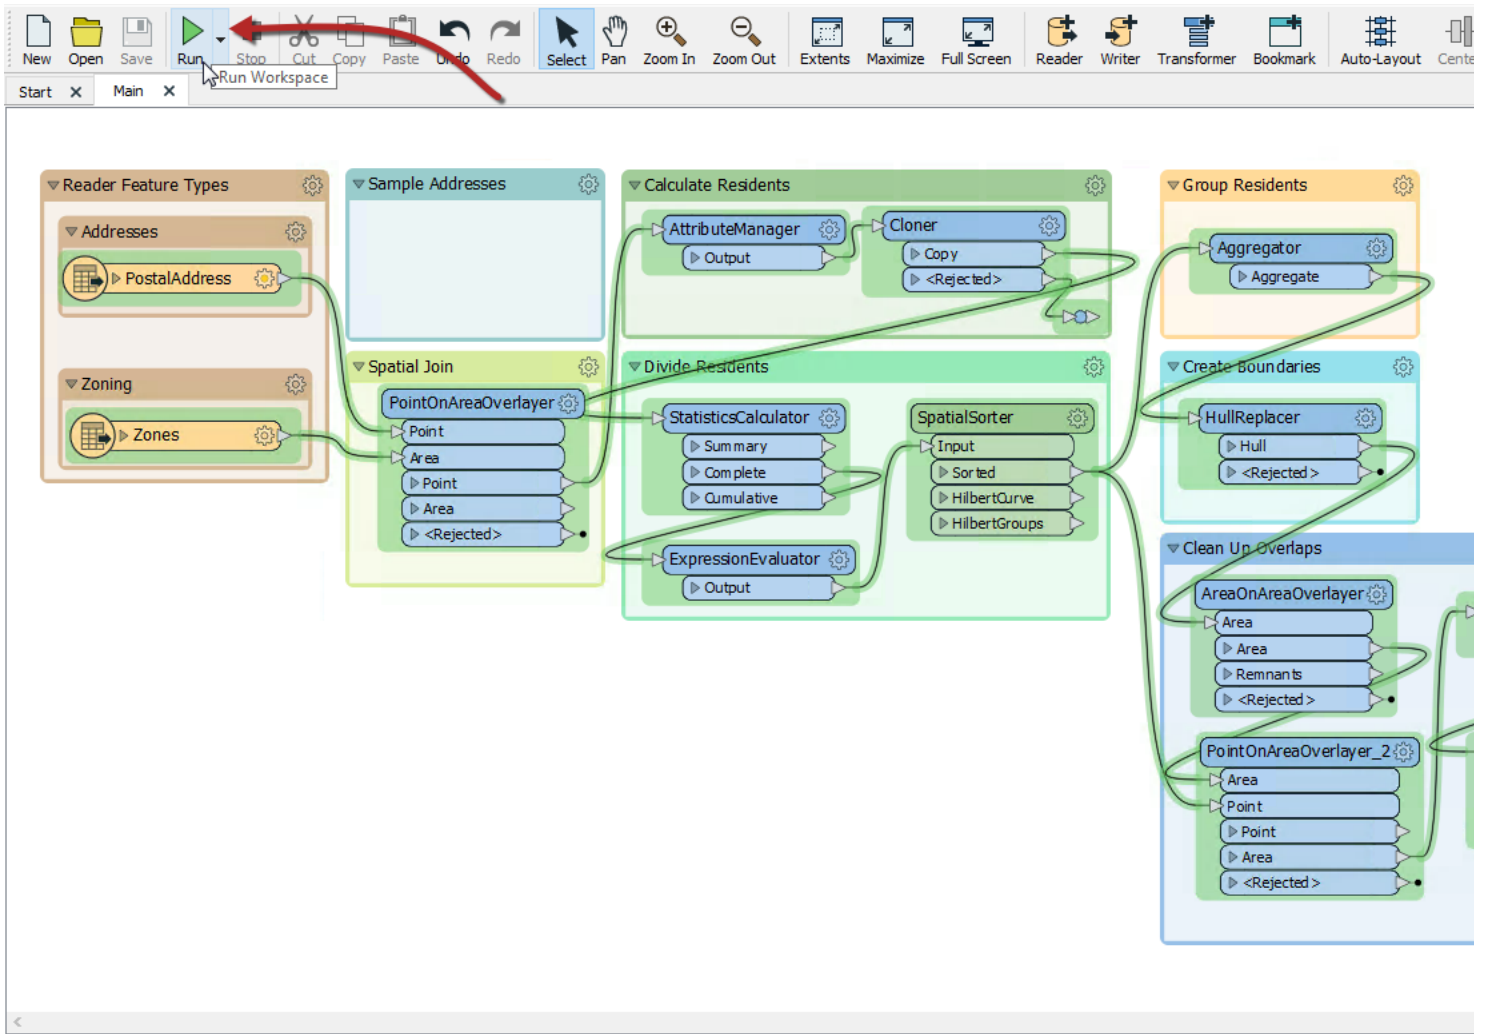 New Open Save Run Stop Cut Copy Paste Undo Redo Select Pan Zoom In Zoom Out Extents Maximize Full Screen Reader Writer Transformer Bookmark Auto-Layout Cente
Run Workspace
Start Main
Reader Feature Types
Addresses
PostalAddress
Zoning
Zones
Sample Addresses
Spatial Join
PointOnAreaOverlayer
Point
Area
Point
Area
<Rejected>
Calculate Residents
AttributeManager
Output
Cloner
Copy
<Rejected>
Divide Residents
StatisticsCalculator
Summary
Complete
Cumulative
ExpressionEvaluator
Output
SpatialSorter
Input
Sorted
HilbertCurve
HilbertGroups
Group Residents
Aggregator
Aggregate
Create Boundaries
HullReplacer
Hull
<Rejected>
Clean Up Overlaps
AreaOnAreaOverlayer
Area
Area
Remnants
<Rejected>
PointOnAreaOverlayer_2
Area
Point
Point
Area
<Rejected>